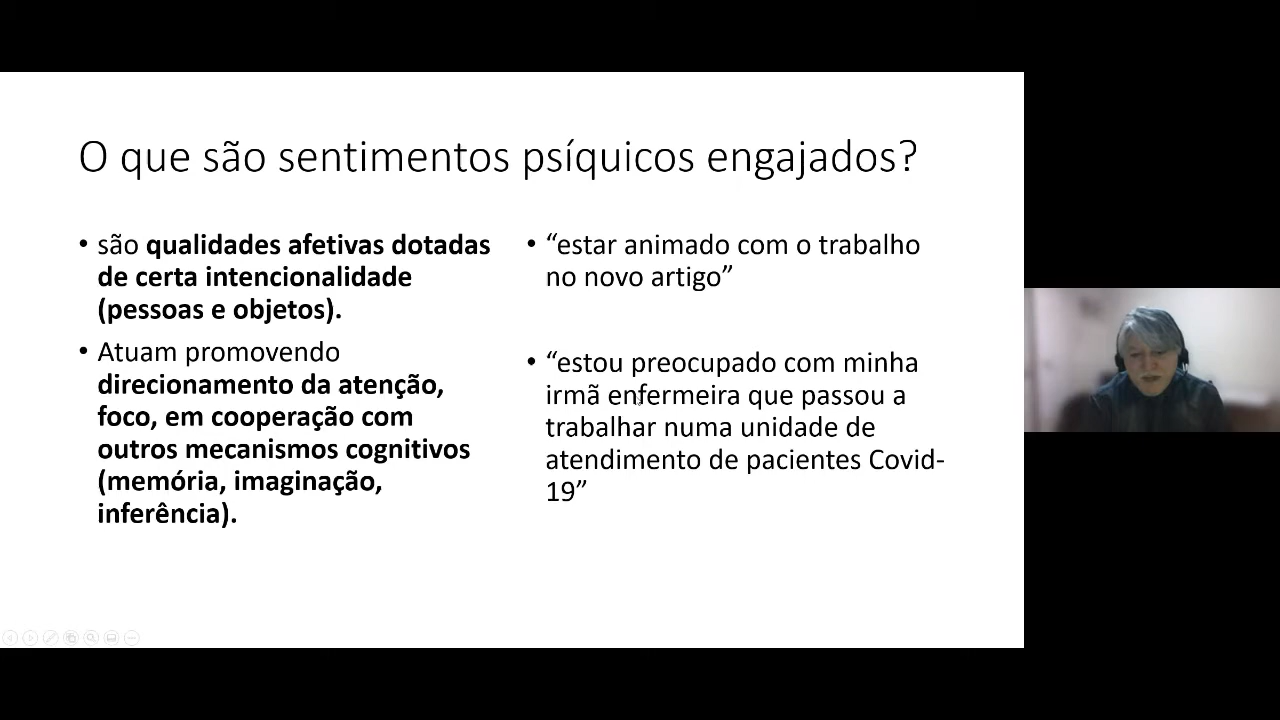 O que são sentimentos psíquicos engajados?
• são qualidades afetivas dotadas
de certa intencionalidade
(pessoas e objetos).
• Atuam promovendo
direcionamento da atenção,
foco, em cooperação com
outros mecanismos cognitivos
(memória, imaginação,
inferência).
• “estar animado com o trabalho
no novo artigo”
• “estou preocupado com minha
irmã enfermeira que passou a
trabalhar numa unidade de
atendimento de pacientes Covid-
19”